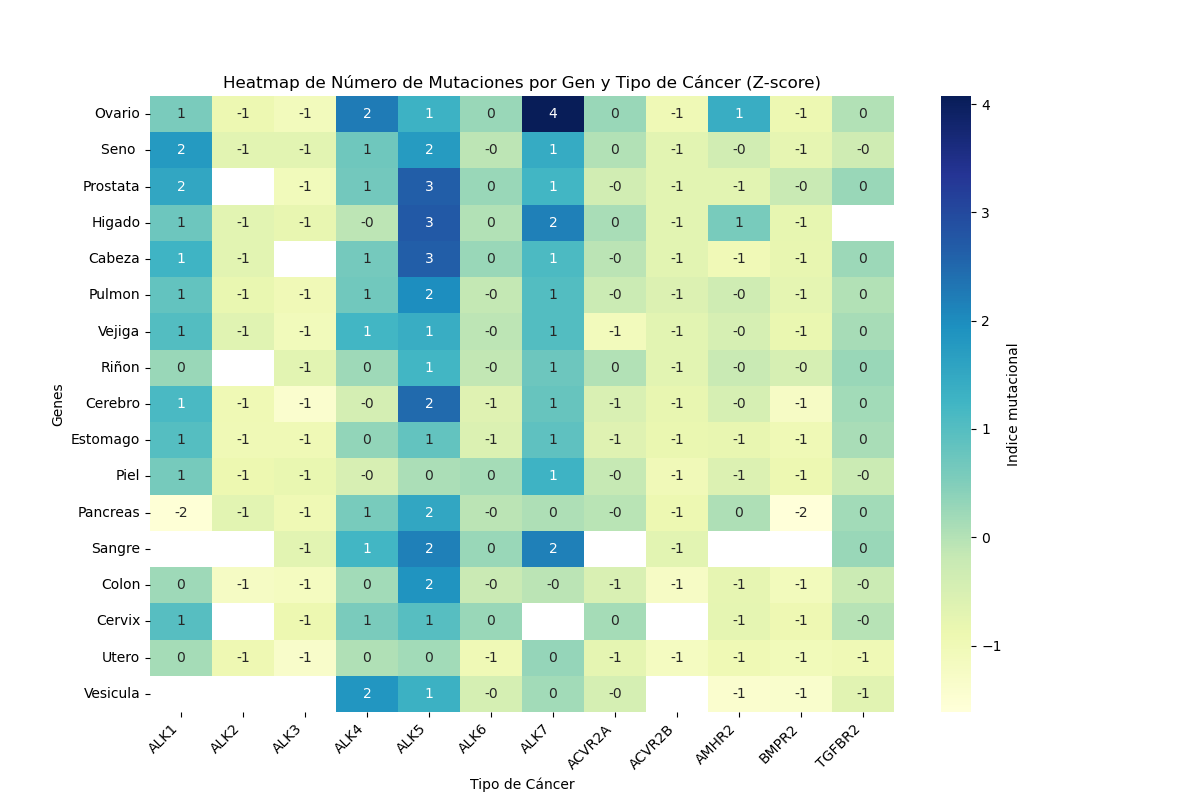 Heatmap de Número de Mutaciones por Gen y Tipo de Cáncer (Z-score)
Genes
Ovario 1 -1 -1 2 1 0 4 0 -1 1 -1 0
Seno 2 -1 -1 1 2 -0 1 0 -1 -0 -1 -0
Prostata 2 -1 1 3 0 1 -0 -1 -1 -0 0
Higado 1 -1 -1 -0 3 0 2 0 -1 1 -1
Cabeza 1 -1 1 3 0 1 -0 -1 -1 -1 0
Pulmon 1 -1 -1 1 2 -0 1 -0 -1 -0 -1 0
Vejiga 1 -1 -1 1 1 -0 1 -1 -1 -0 -1 0
Riñon 0 -1 0 1 -0 1 0 -1 -0 -0 0
Cerebro 1 -1 -1 -0 2 -1 1 -1 -1 -0 -1 0
Estomago 1 -1 -1 0 1 -1 1 -1 -1 -1 -1 0
Piel 1 -1 -1 -0 0 0 1 -0 -1 -1 -1 -0
Pancreas -2 -1 -1 1 2 -0 0 -0 -1 0 -2 0
Sangre -1 1 2 0 2 -1 0
Colon 0 -1 -1 0 2 -0 -0 -1 -1 -1 -1 -0
Cervix 1 -1 1 1 0 0 -1 -1 -0
Utero 0 -1 -1 0 0 -1 0 -1 -1 -1 -1 -1
Vesicula 2 1 -0 0 -0 -1 -1 -1
ALK1 ALK2 ALK3 ALK4 ALK5 ALK6 ALK7 ACVR2A ACVR2B AMHR2 BMPR2 TGFBR2
Tipo de Cáncer
4
3
2
1
0
−1
Indice mutacional